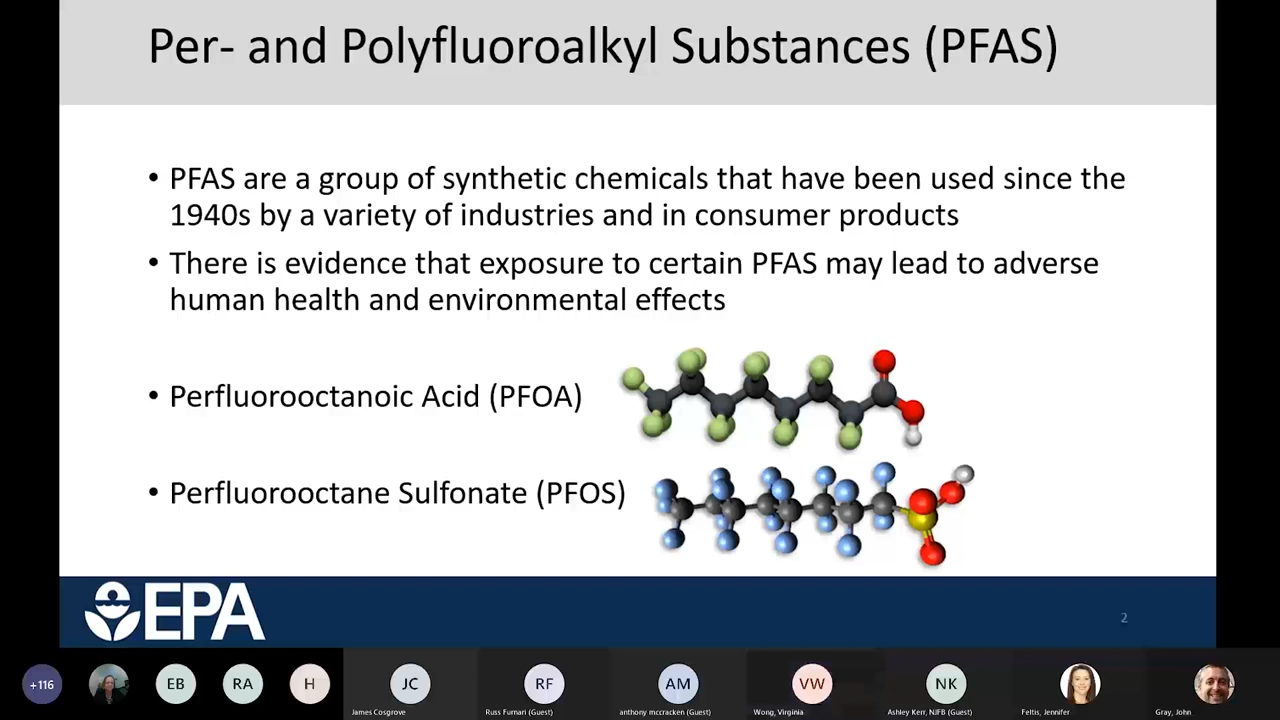 Per- and Polyfluoroalkyl Substances (PFAS)
• PFAS are a group of synthetic chemicals that have been used since the
1940s by a variety of industries and in consumer products
• There is evidence that exposure to certain PFAS may lead to adverse
human health and environmental effects
• Perfluorooctanoic Acid (PFOA)
• Perfluorooctane Sulfonate (PFOS)
EPA
2
+116
EB
RA
H
JC
RF
AM
VW
NK
James Cosgrove
Russ Furnari (Guest)
anthony mccracken (Guest)
Wong, Virginia
Ashley Kerr, NJFB (Guest)
Feltis, Jennifer
Gray, John